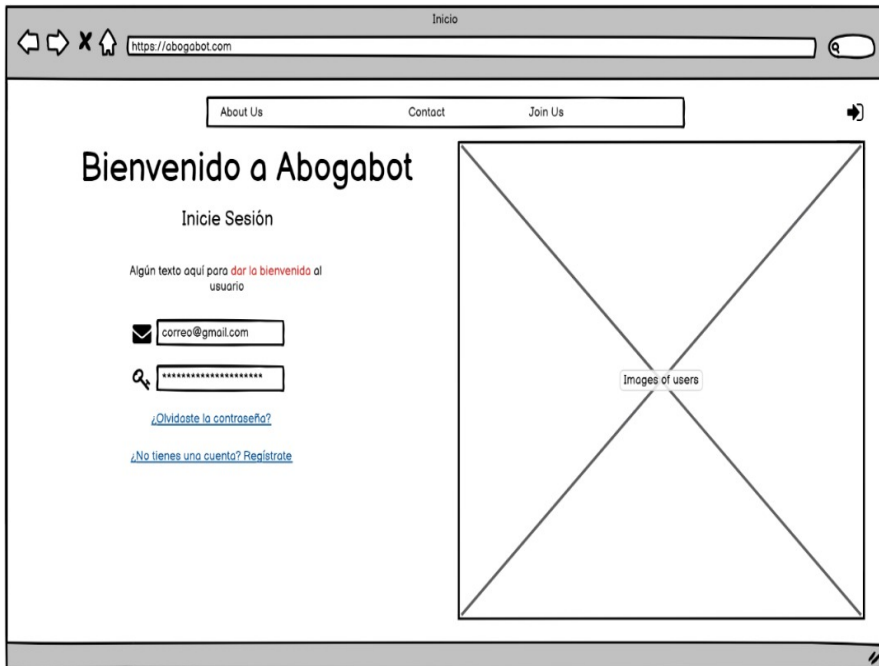 Inicio
https://abogabot.com
About Us
Contact
Join Us
Bienvenido a Abogabot
Inicie Sesión
Algún texto aquí para dar la bienvenida al
usuario
correo@gmail.com
*********************
¿Olvidaste la contraseña?
¿No tienes una cuenta? Regístrate
Images of users